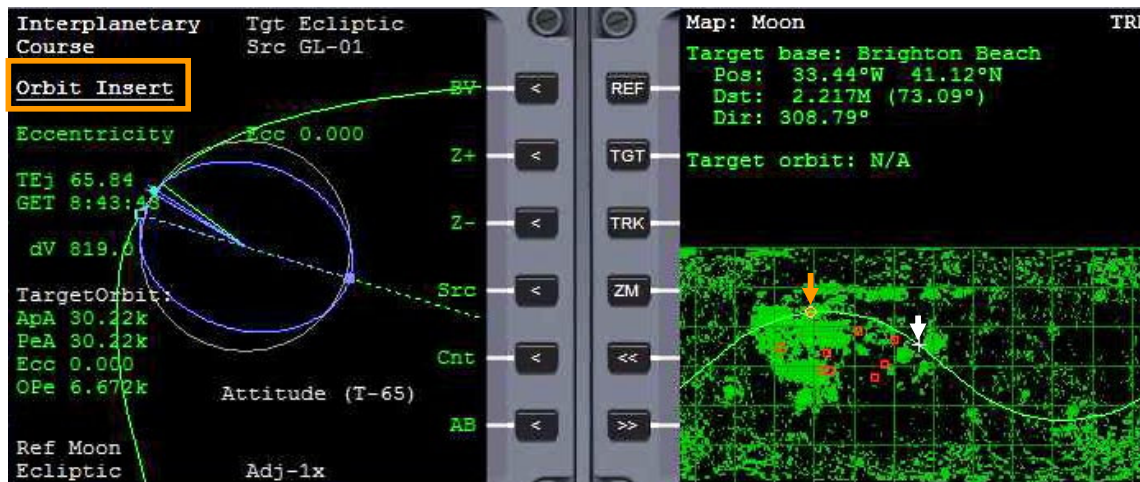 Interplanetary Tgt Ecliptic
Course Src GL-01
Orbit Insert
Eccentricity Ecc 0.000
TEj 65.84
GET 8:43:43
dV 819.0
TargetOrbit:
ApA 30.22k
PeA 30.22k
Ecc 0.000
OPe 6.672k
Attitude (T-65)
Ref Moon
Ecliptic Adj-1x
BV < REF
Z+ < TGT
Z- < TRK
Src < ZM
Cnt < <<
AB < >>
Map: Moon
Target base: Brighton Beach
Pos: 33.44°W 41.12°N
Dst: 2.217M (73.09°)
Dir: 308.79°
Target orbit: N/A